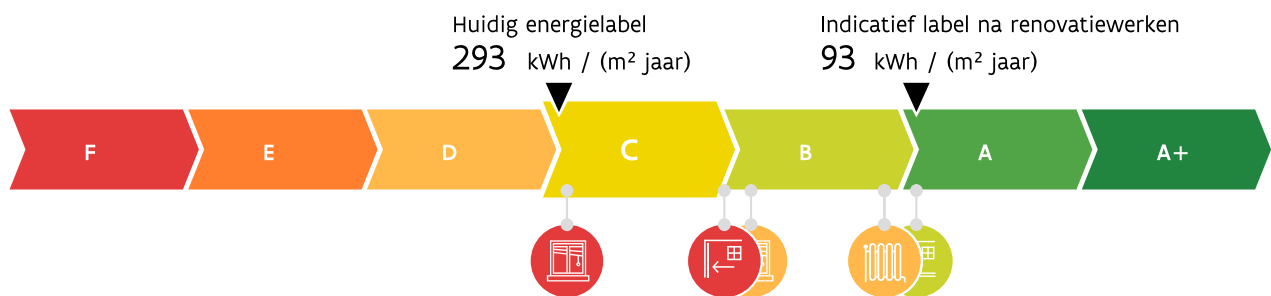 Huidig energielabel
293 kWh / (m² jaar)
Indicatief label na renovatiewerken
93 kWh / (m² jaar)
F E D C B A A+